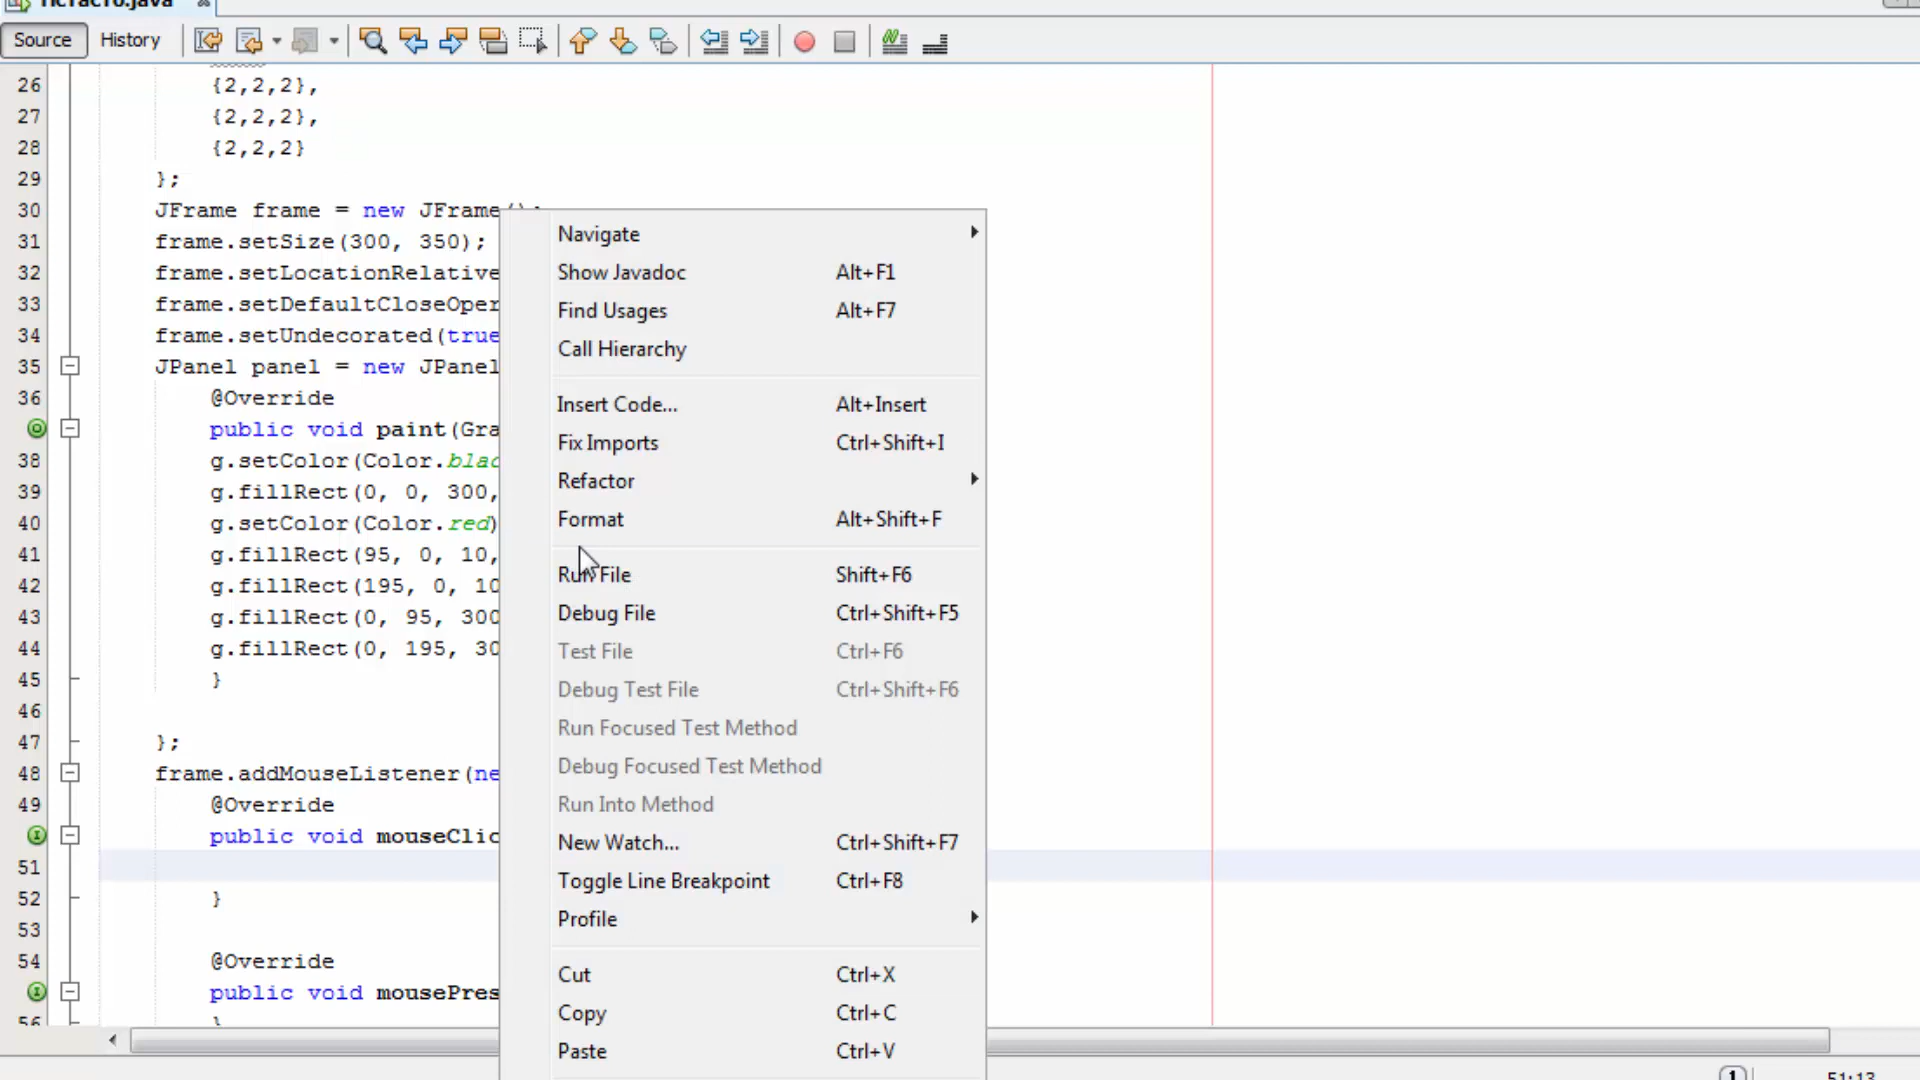 TicTacTo.java
Source History
26 {2,2,2},
27 {2,2,2},
28 {2,2,2}
29 };
30 JFrame frame = new JFrame();
31 frame.setSize(300, 350);
32 frame.setLocationRelative
33 frame.setDefaultCloseOper
34 frame.setUndecorated(true
35 JPanel panel = new JPanel
36 @Override
public void paint(Gra
38 g.setColor(Color.blac
39 g.fillRect(0, 0, 300,
40 g.setColor(Color.red)
41 g.fillRect(95, 0, 10,
42 g.fillRect(195, 0, 10
43 g.fillRect(0, 95, 300
44 g.fillRect(0, 195, 30
45 }
46
47 };
48 frame.addMouseListener(ne
49 @Override
public void mouseClic
51
52 }
53
54 @Override
public void mousePres
56 }
Navigate
Show Javadoc Alt+F1
Find Usages Alt+F7
Call Hierarchy
Insert Code... Alt+Insert
Fix Imports Ctrl+Shift+I
Refactor
Format Alt+Shift+F
Run File Shift+F6
Debug File Ctrl+Shift+F5
Test File Ctrl+F6
Debug Test File Ctrl+Shift+F6
Run Focused Test Method
Debug Focused Test Method
Run Into Method
New Watch... Ctrl+Shift+F7
Toggle Line Breakpoint Ctrl+F8
Profile
Cut Ctrl+X
Copy Ctrl+C
Paste Ctrl+V
1 51:13